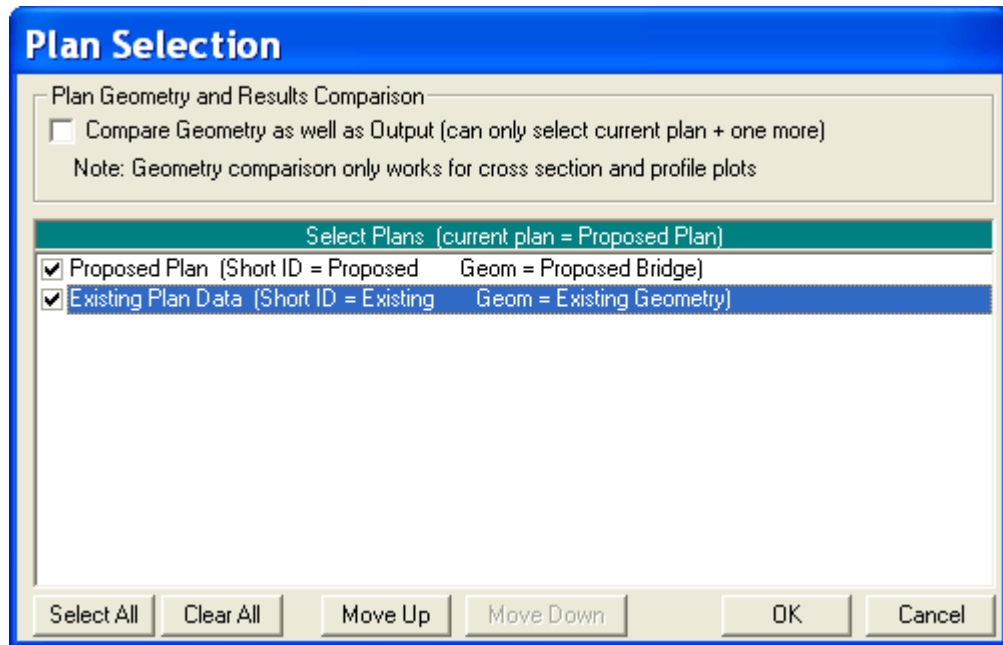 Plan Selection
Plan Geometry and Results Comparison
Compare Geometry as well as Output (can only select current plan + one more)
Note: Geometry comparison only works for cross section and profile plots
Select Plans (current plan = Proposed Plan)
Proposed Plan (Short ID = Proposed Geom = Proposed Bridge)
Existing Plan Data (Short ID = Existing Geom = Existing Geometry)
Select All Clear All Move Up Move Down OK Cancel